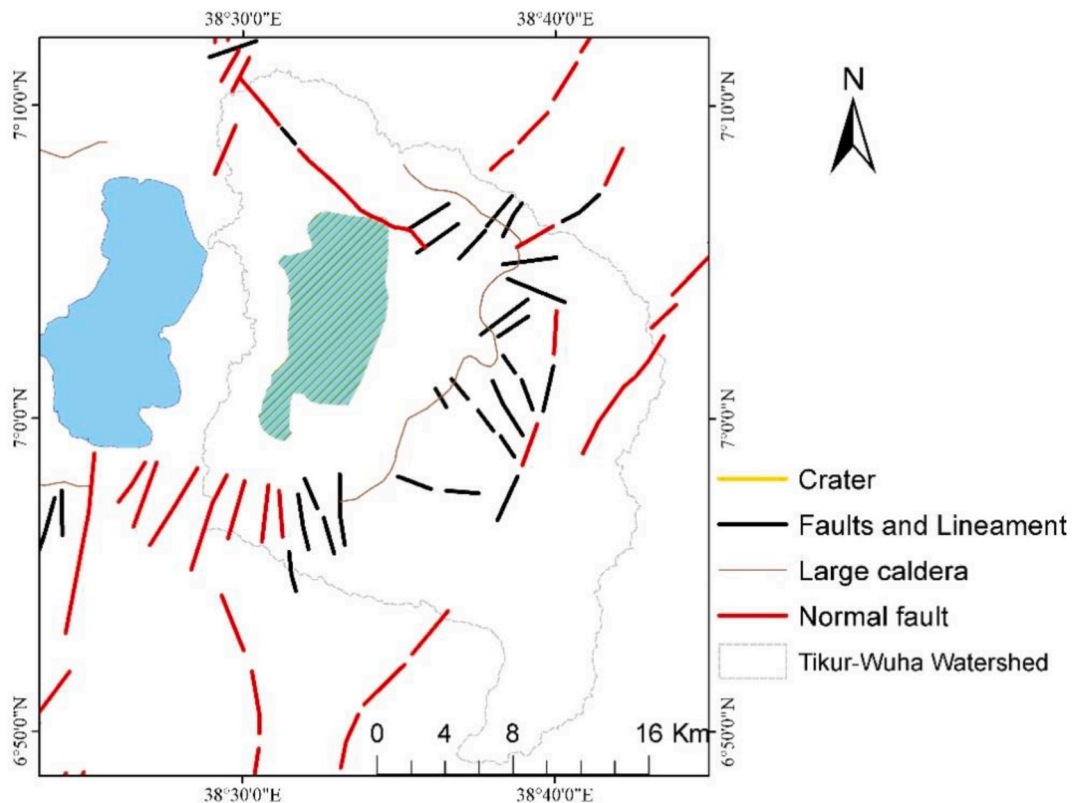 38°30'0"E 38°40'0"E
7°10'0"N 7°10'0"N
N
7°0'0"N 7°0'0"N
Crater
Faults and Lineament
Large caldera
Normal fault
Tikur-Wuha Watershed
6°50'0"N 6°50'0"N
0 4 8 16 Km
38°30'0"E 38°40'0"E